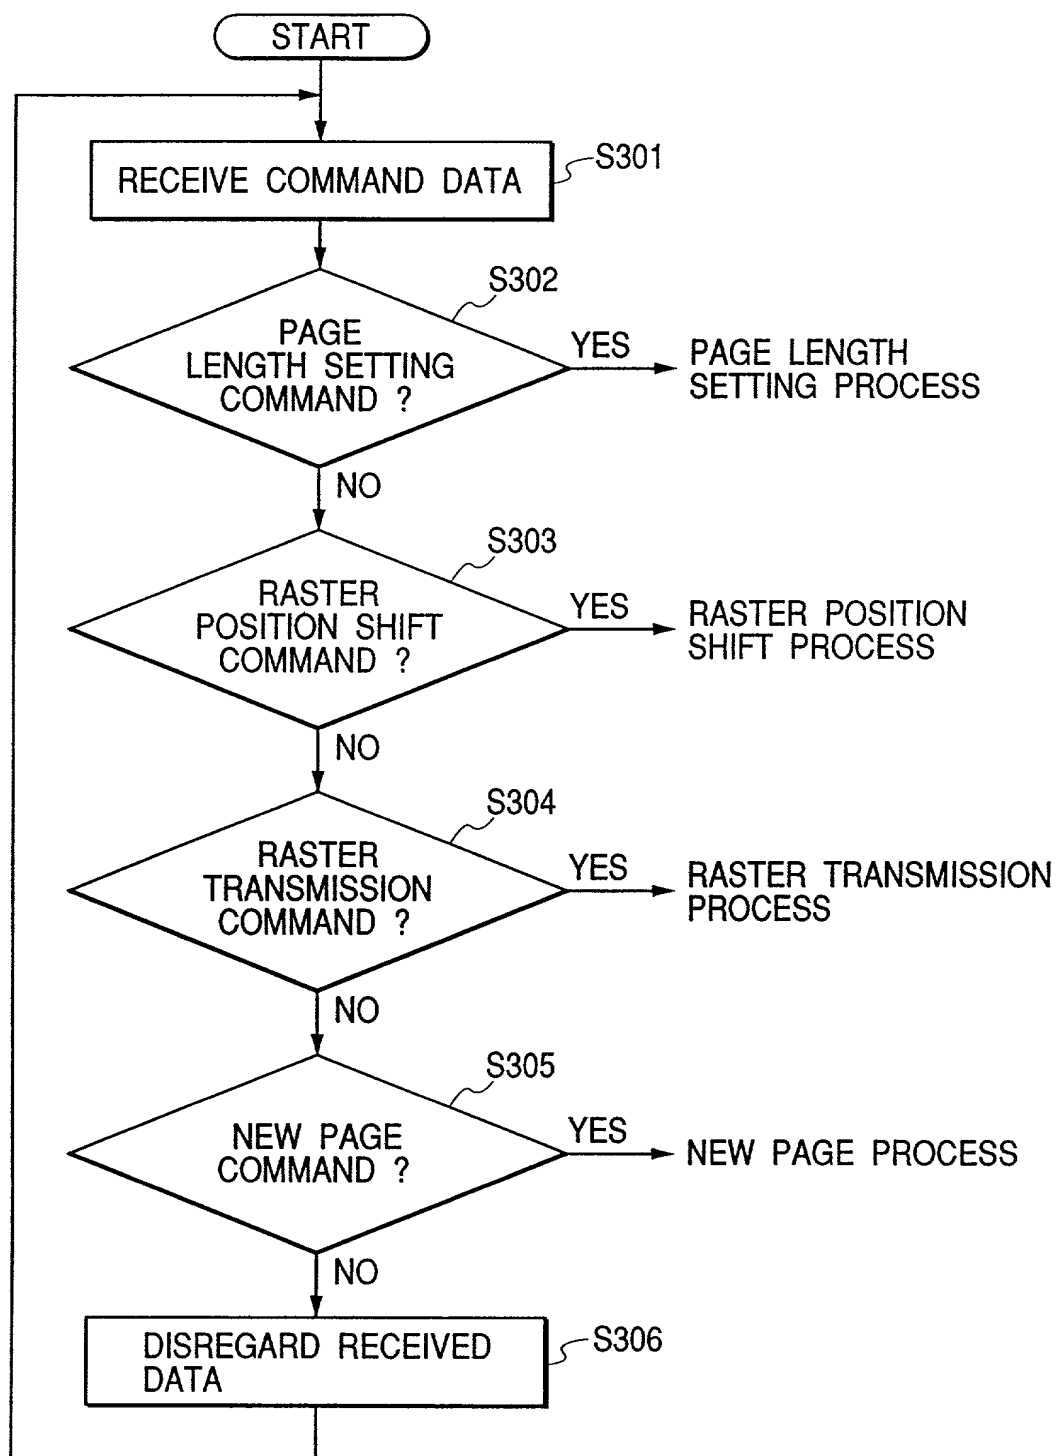 START
RECEIVE COMMAND DATA
S301
S302
PAGE
LENGTH SETTING
COMMAND ?
YES
PAGE LENGTH
SETTING PROCESS
NO
S303
RASTER
POSITION SHIFT
COMMAND ?
YES
RASTER POSITION
SHIFT PROCESS
NO
S304
RASTER
TRANSMISSION
COMMAND ?
YES
RASTER TRANSMISSION
PROCESS
NO
S305
NEW PAGE
COMMAND ?
YES
NEW PAGE PROCESS
NO
DISREGARD RECEIVED
DATA
S306